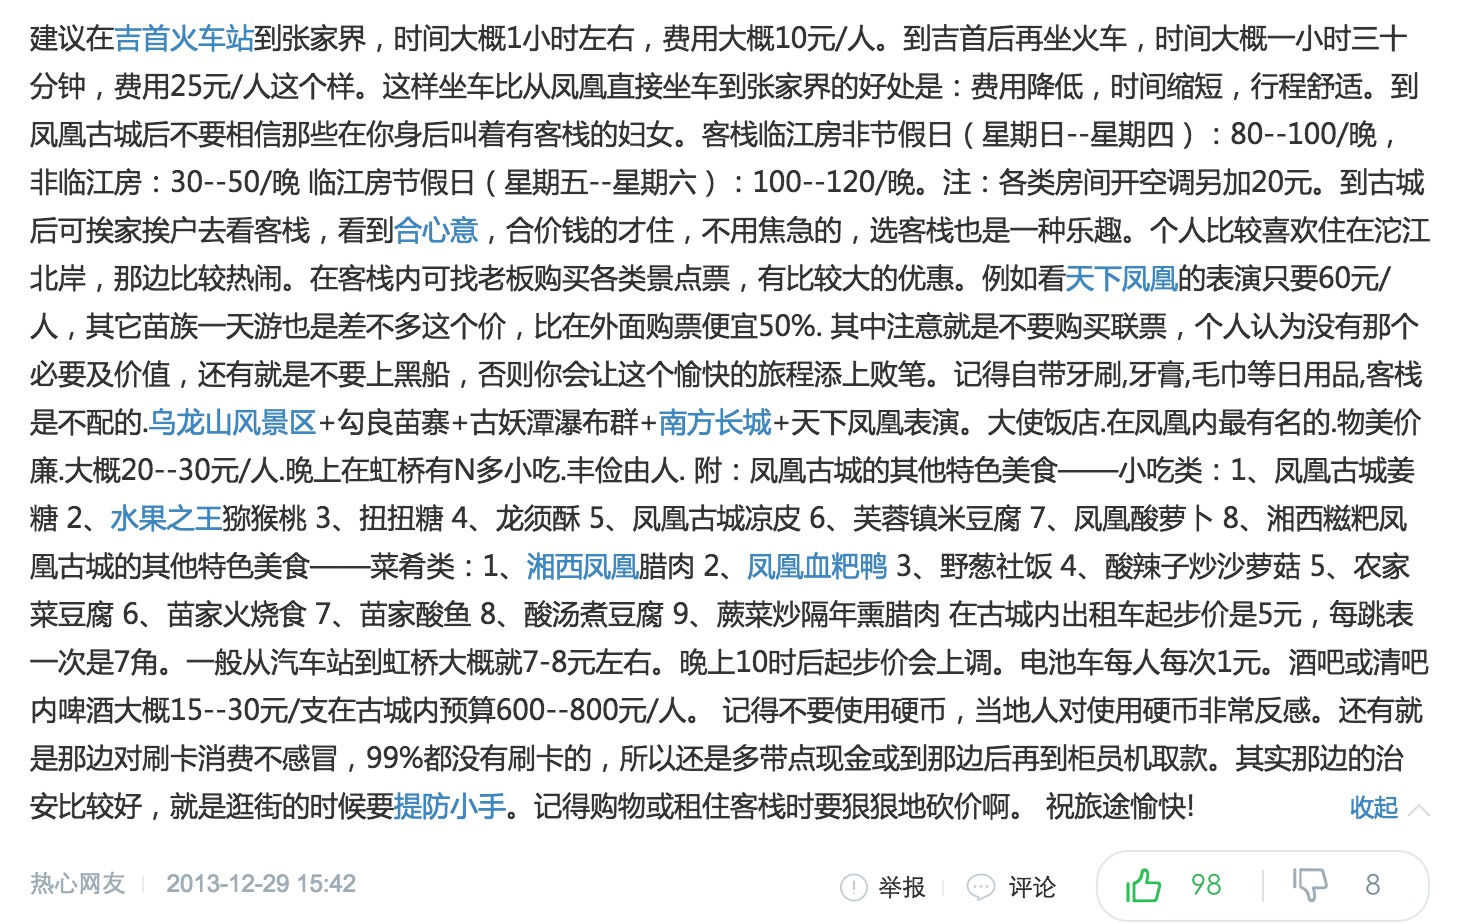 建议在吉首火车站到张家界，时间大概1小时左右，费用大概10元/人。到吉首后再坐火车，时间大概一小时三十
分钟，费用25元/人这个样。这样坐车比从凤凰直接坐车到张家界的好处是：费用降低，时间缩短，行程舒适。到
凤凰古城后不要相信那些在你身后叫着有客栈的妇女。客栈临江房非节假日（星期日--星期四）：80--100/晚，
非临江房：30--50/晚 临江房节假日（星期五--星期六）：100--120/晚。注：各类房间开空调另加20元。到古城
后可挨家挨户去看客栈，看到合心意，合价钱的才住，不用焦急的，选客栈也是一种乐趣。个人比较喜欢住在沱江
北岸，那边比较热闹。在客栈内可找老板购买各类景点票，有比较大的优惠。例如看天下凤凰的表演只要60元/
人，其它苗族一天游也是差不多这个价，比在外面购票便宜50%. 其中注意就是不要购买联票，个人认为没有那个
必要及价值，还有就是不要上黑船，否则你会让这个愉快的旅程添上败笔。记得自带牙刷,牙膏,毛巾等日用品,客栈
是不配的.乌龙山风景区+勾良苗寨+古妖潭瀑布群+南方长城+天下凤凰表演。大使饭店.在凤凰内最有名的.物美价
廉.大概20--30元/人.晚上在虹桥有N多小吃.丰俭由人. 附：凤凰古城的其他特色美食——小吃类：1、凤凰古城姜
糖 2、水果之王猕猴桃 3、扭扭糖 4、龙须酥 5、凤凰古城凉皮 6、芙蓉镇米豆腐 7、凤凰酸萝卜 8、湘西糍粑凤
凰古城的其他特色美食——菜肴类：1、湘西凤凰腊肉 2、凤凰血粑鸭 3、野葱社饭 4、酸辣子炒沙萝菇 5、农家
菜豆腐 6、苗家火烧食 7、苗家酸鱼 8、酸汤煮豆腐 9、蕨菜炒隔年熏腊肉 在古城内出租车起步价是5元，每跳表
一次是7角。一般从汽车站到虹桥大概就7-8元左右。晚上10时后起步价会上调。电池车每人每次1元。酒吧或清吧
内啤酒大概15--30元/支在古城内预算600--800元/人。 记得不要使用硬币，当地人对使用硬币非常反感。还有就
是那边对刷卡消费不感冒，99%都没有刷卡的，所以还是多带点现金或到那边后再到柜员机取款。其实那边的治
安比较好，就是逛街的时候要提防小手。记得购物或租住客栈时要狠狠地砍价啊。 祝旅途愉快! 收起
热心网友 2013-12-29 15:42 举报 评论 98 8